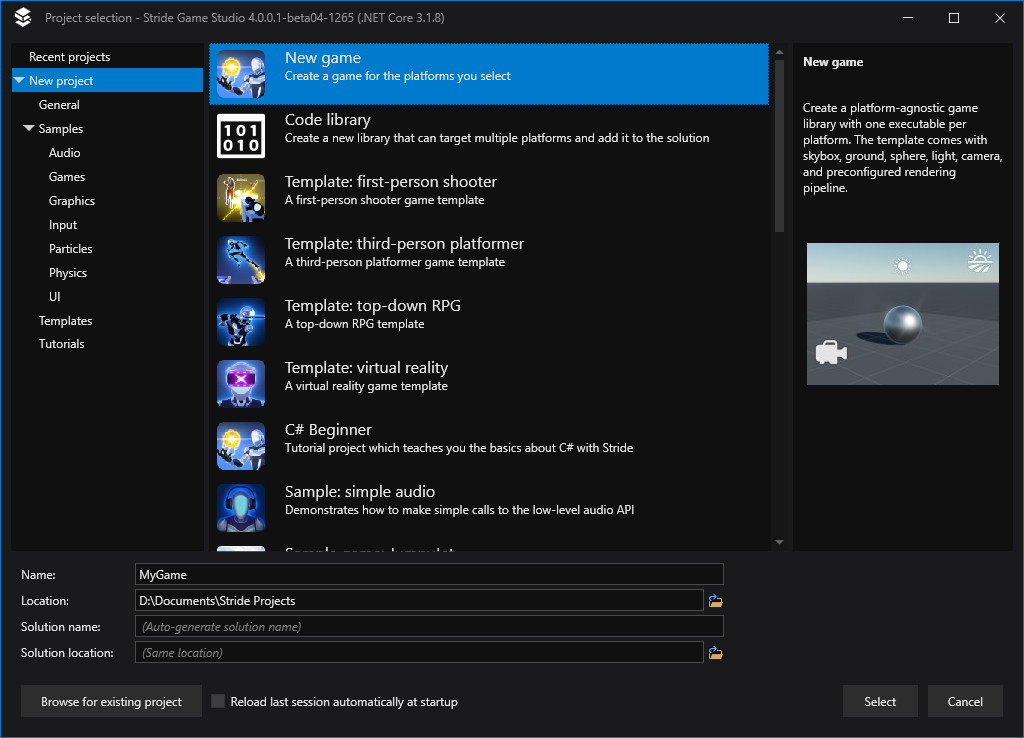 Project selection - Stride Game Studio 4.0.0.1-beta04-1265 (.NET Core 3.1.8)
Recent projects
New project
General
Samples
Audio
Games
Graphics
Input
Particles
Physics
UI
Templates
Tutorials
New game
Create a game for the platforms you select
Code library
Create a new library that can target multiple platforms and add it to the solution
Template: first-person shooter
A first-person shooter game template
Template: third-person platformer
A third-person platformer game template
Template: top-down RPG
A top-down RPG template
Template: virtual reality
A virtual reality game template
C# Beginner
Tutorial project which teaches you the basics about C# with Stride
Sample: simple audio
Demonstrates how to make simple calls to the low-level audio API
101
010
New game
Create a platform-agnostic game
library with one executable per
platform. The template comes with
skybox, ground, sphere, light, camera,
and preconfigured rendering
pipeline.
Name:
MyGame
Location:
D:\Documents\Stride Projects
Solution name:
(Auto-generate solution name)
Solution location:
(Same location)
Browse for existing project
Reload last session automatically at startup
Select
Cancel